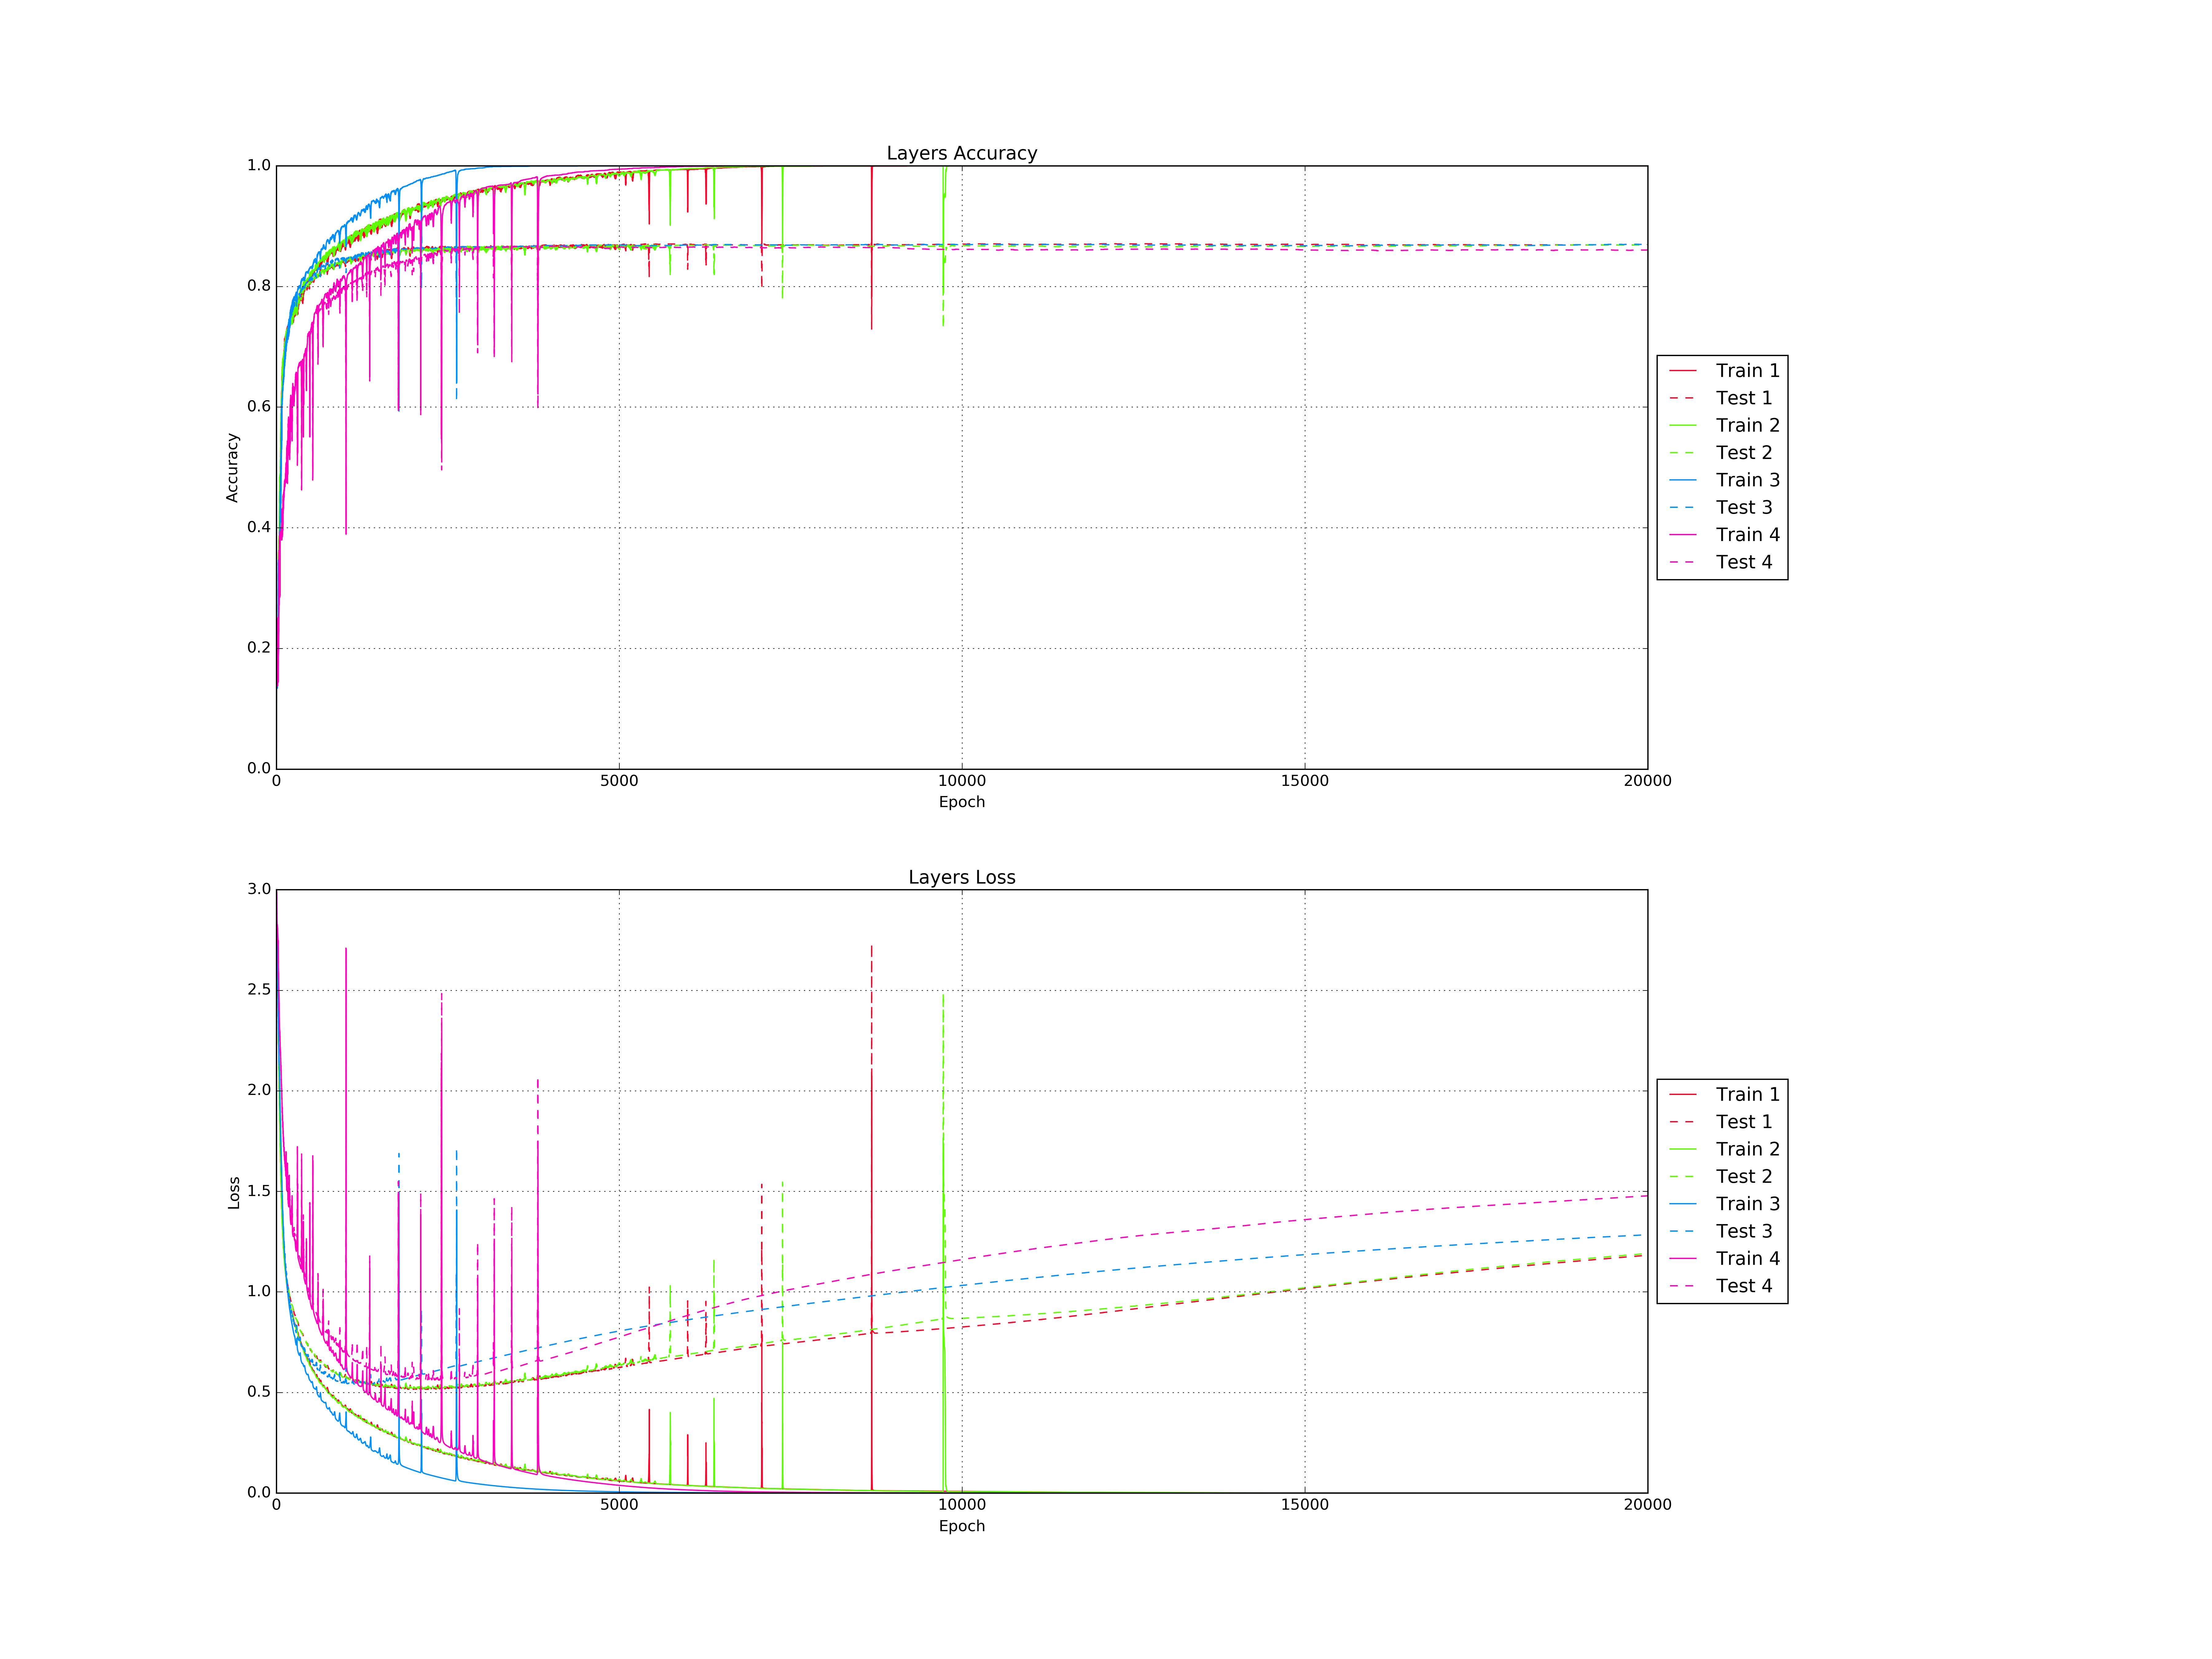 Layers Accuracy
1.0
0.8
0.6
0.4
0.2
0.0
Accuracy
0 5000 10000 15000 20000
Epoch
Train 1
Test 1
Train 2
Test 2
Train 3
Test 3
Train 4
Test 4
Layers Loss
3.0
2.5
2.0
1.5
1.0
0.5
0.0
Loss
0 5000 10000 15000 20000
Epoch
Train 1
Test 1
Train 2
Test 2
Train 3
Test 3
Train 4
Test 4